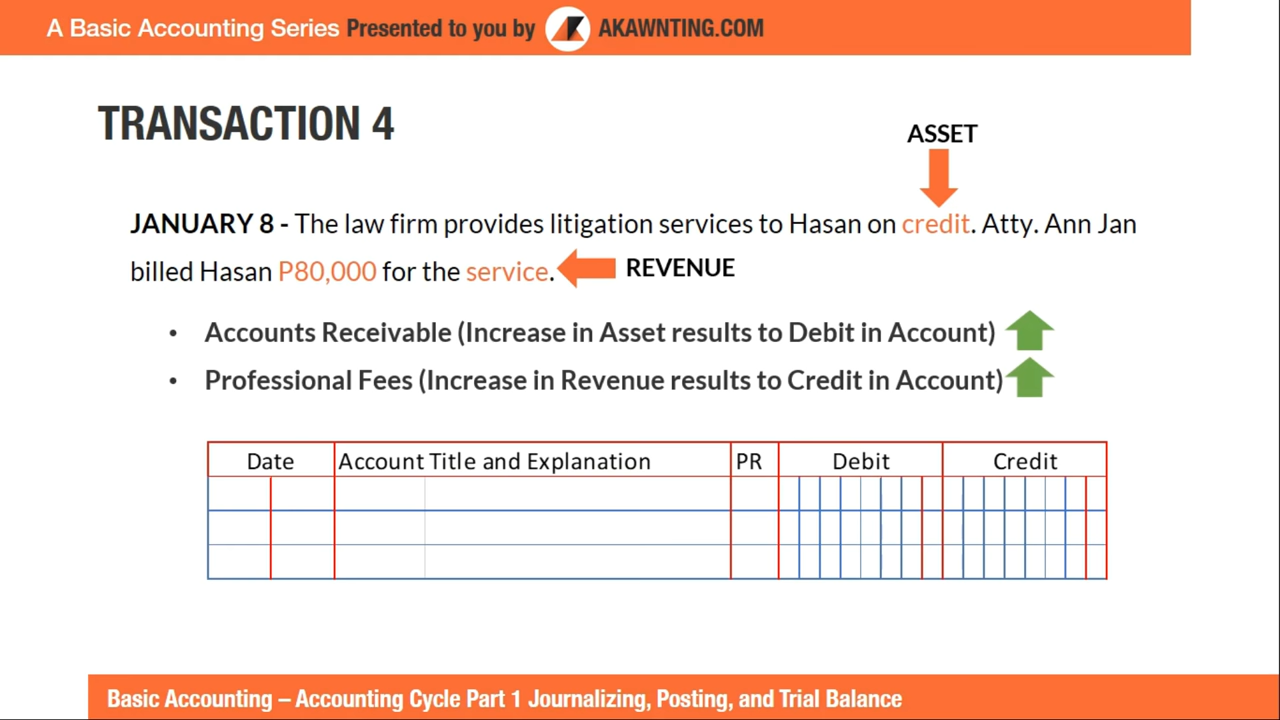 A Basic Accounting Series Presented to you by AKAWNTING.COM
TRANSACTION 4
ASSET
JANUARY 8 - The law firm provides litigation services to Hasan on credit. Atty. Ann Jan
billed Hasan P80,000 for the service. REVENUE
• Accounts Receivable (Increase in Asset results to Debit in Account)
• Professional Fees (Increase in Revenue results to Credit in Account)
Date Account Title and Explanation PR Debit Credit
Basic Accounting – Accounting Cycle Part 1 Journalizing, Posting, and Trial Balance